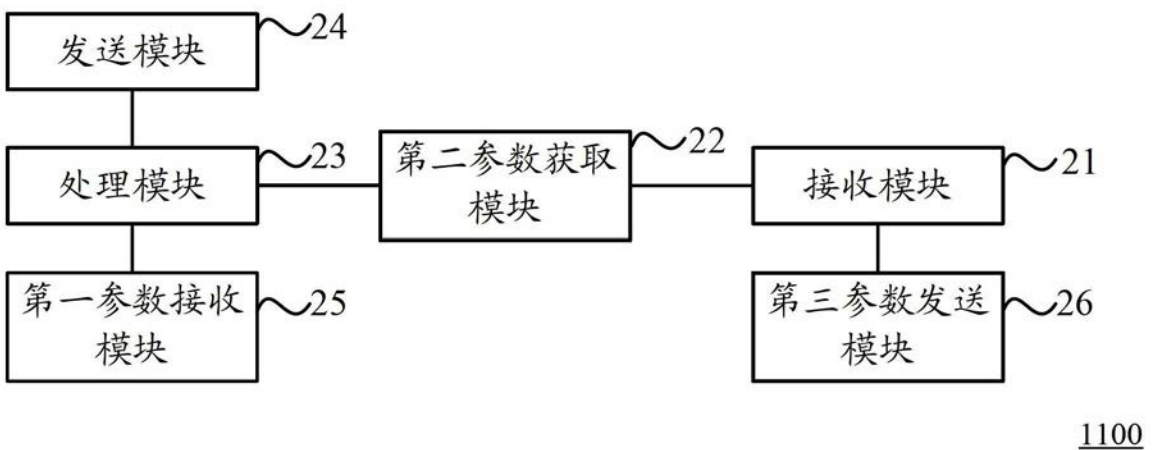 发送模块
24
处理模块
23
第二参数获取
模块
22
接收模块
21
第一参数接收
模块
25
第三参数发送
模块
26
1100